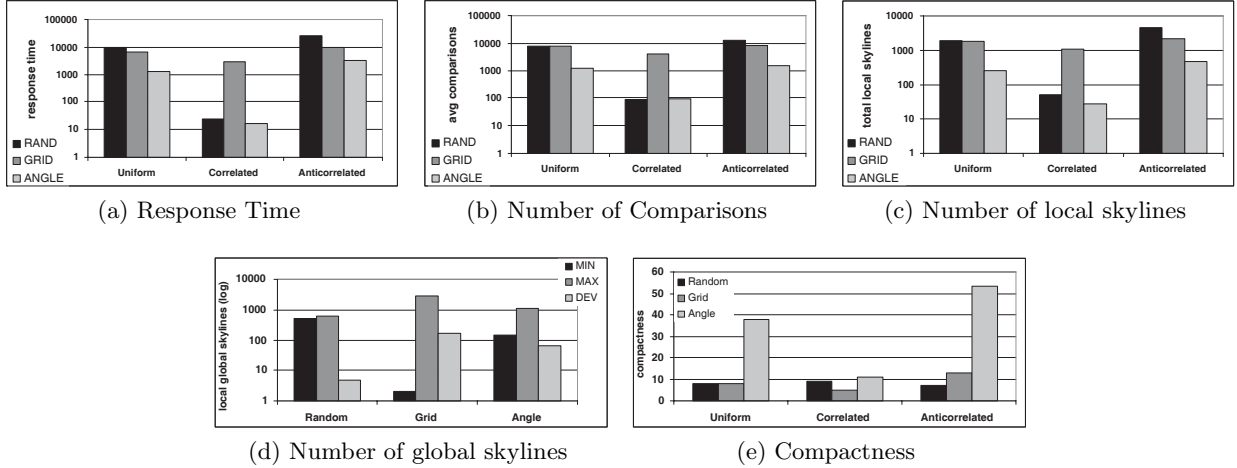 100000
10000
1000
100
10
1
response time
RAND
GRID
ANGLE
Uniform
Correlated
Anticorrelated
(a) Response Time
100000
10000
1000
100
10
1
avg comparisons
RAND
GRID
ANGLE
Uniform
Correlated
Anticorrelated
(b) Number of Comparisons
10000
1000
100
10
1
total local skylines
RAND
GRID
ANGLE
Uniform
Correlated
Anticorrelated
(c) Number of local skylines
10000
1000
100
10
1
local global skylines (log)
MIN
MAX
DEV
Random
Grid
Angle
(d) Number of global skylines
60
50
40
30
20
10
0
compactness
Random
Grid
Angle
Uniform
Correlated
Anticorrelated
(e) Compactness